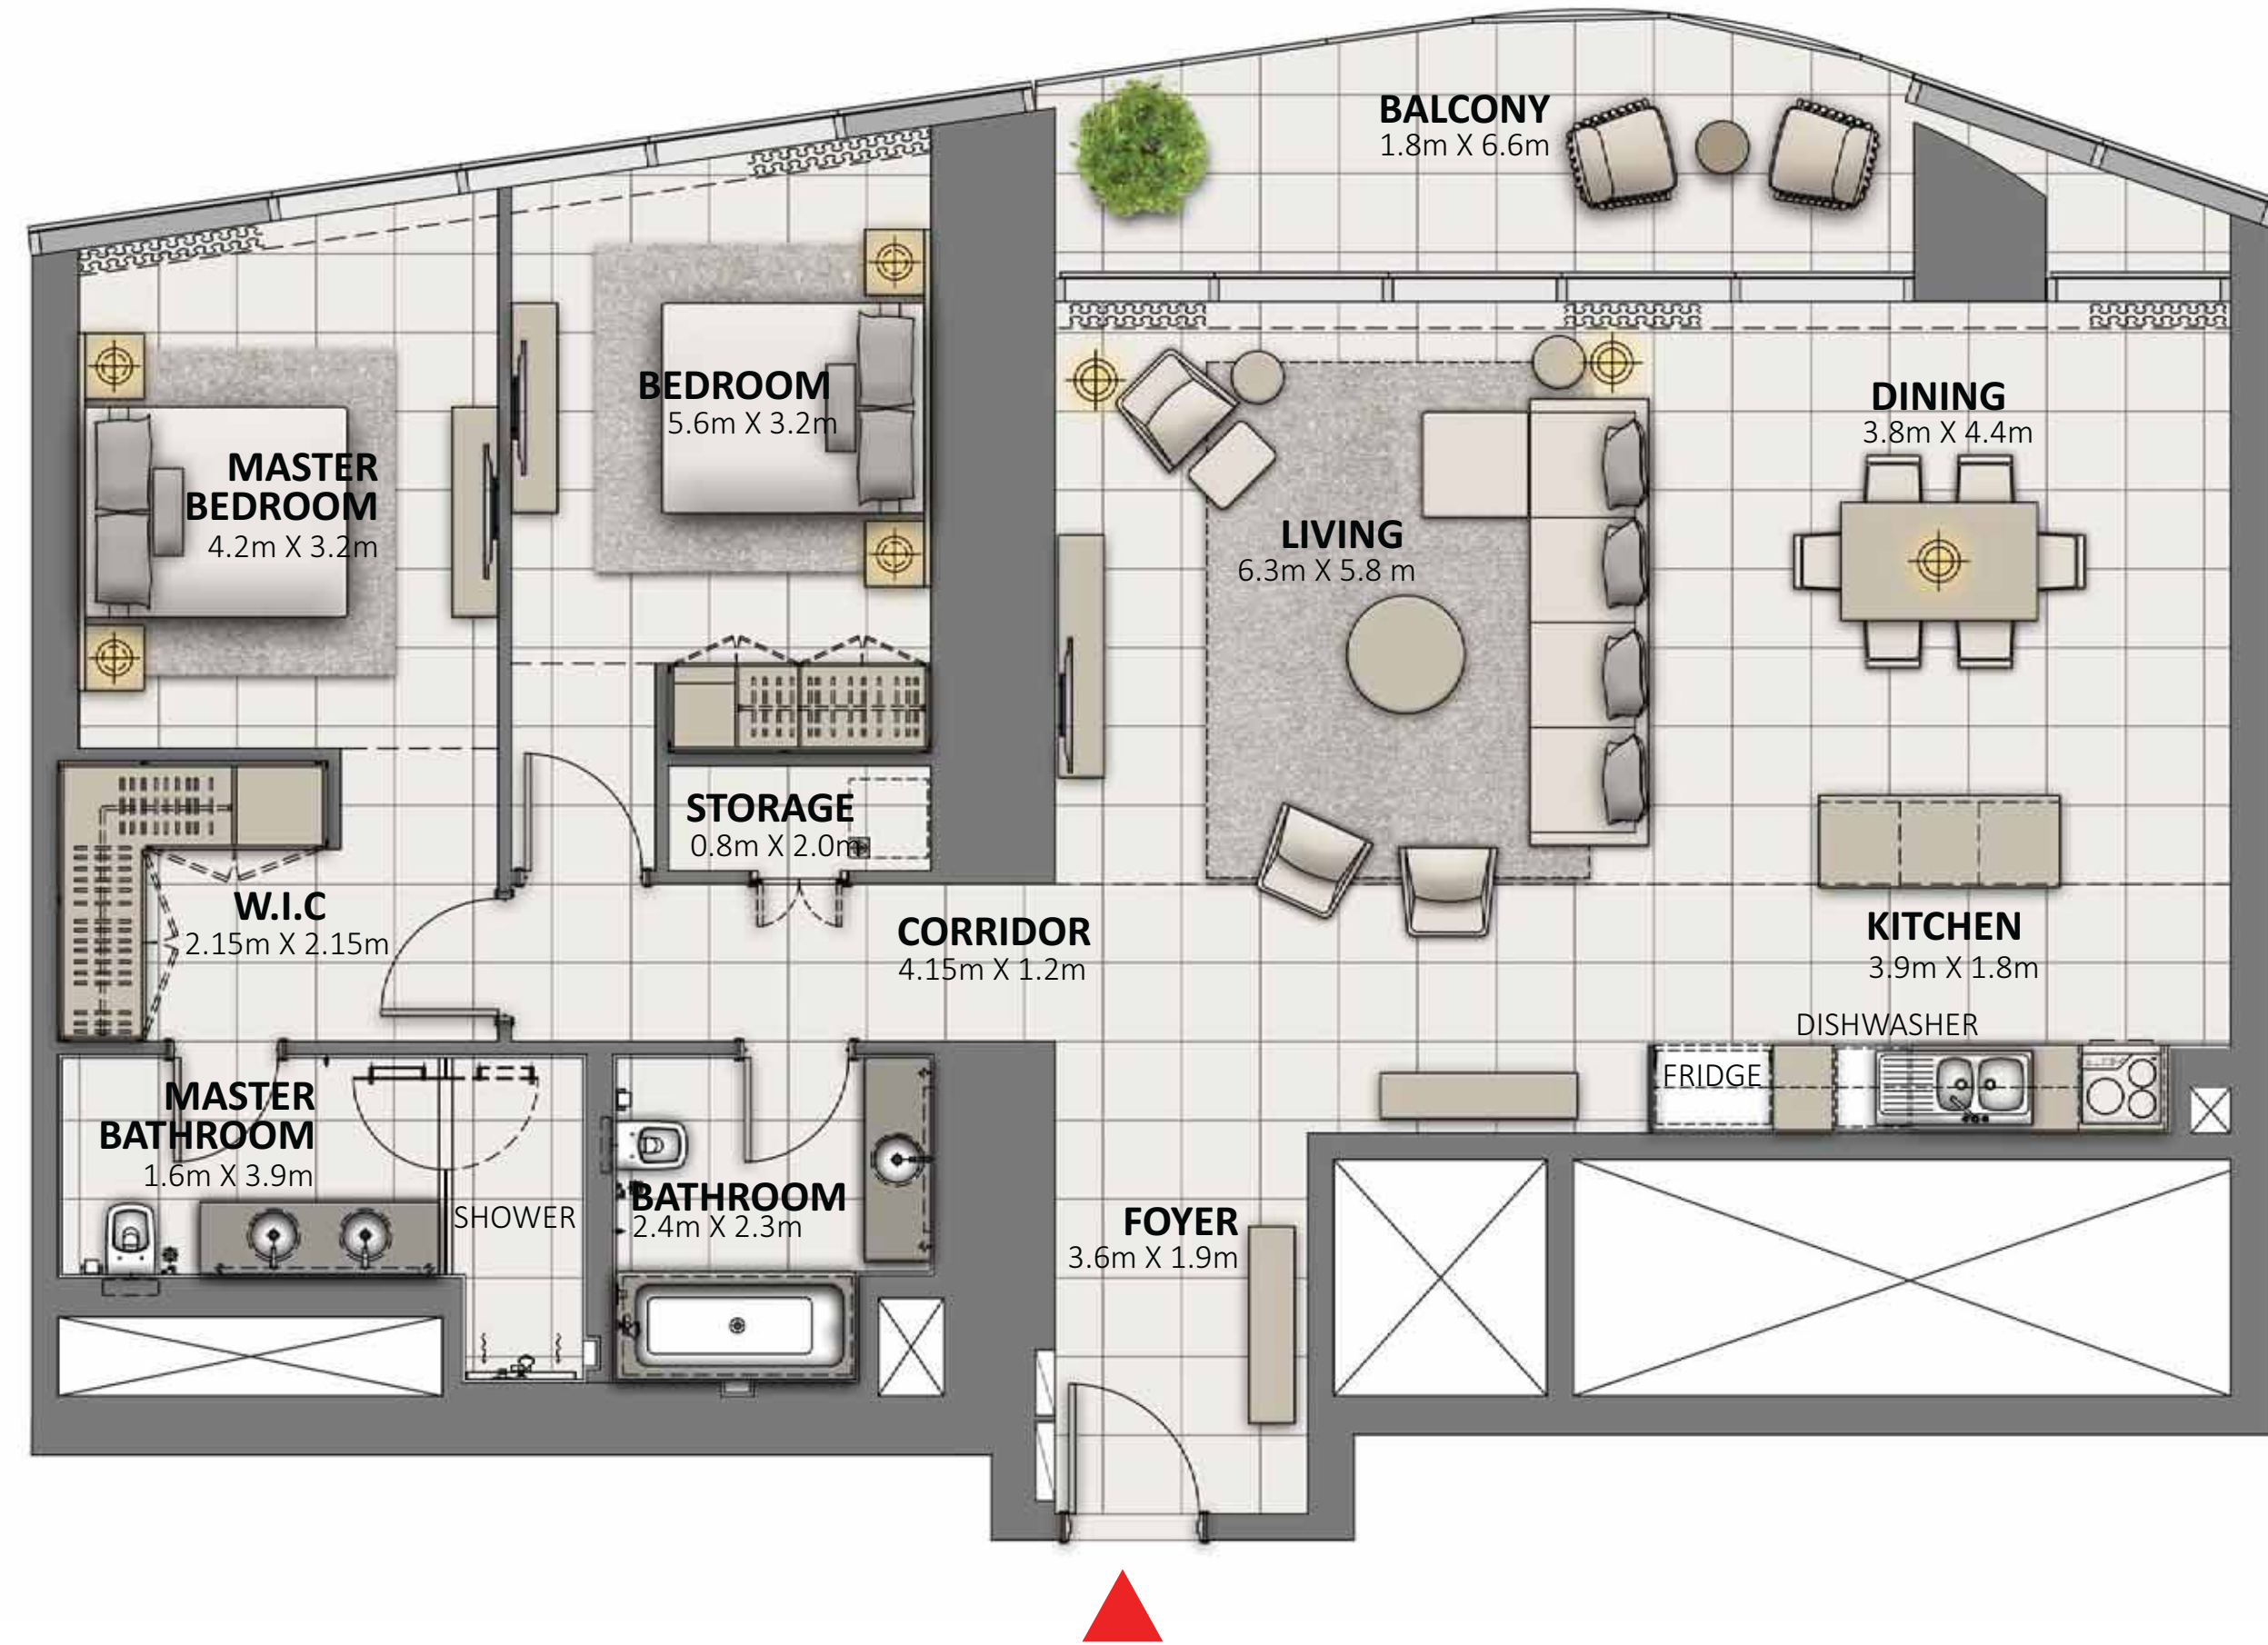 BALCONY
1.8m X 6.6m
BEDROOM
5.6m X 3.2m
DINING
3.8m X 4.4m
MASTER
BEDROOM
4.2m X 3.2m
LIVING
6.3m X 5.8 m
STORAGE
0.8m X 2.0m
W.I.C
2.15m X 2.15m
CORRIDOR
4.15m X 1.2m
KITCHEN
3.9m X 1.8m
DISHWASHER
FRIDGE
MASTER
BATHROOM
1.6m X 3.9m
SHOWER
BATHROOM
2.4m X 2.3m
FOYER
3.6m X 1.9m